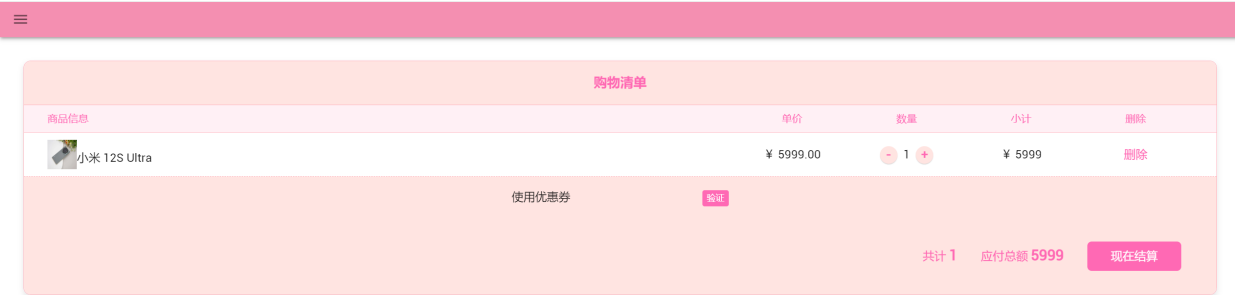 购物清单
商品信息 单价 数量 小计 删除
小米 12S Ultra ¥ 5999.00 - 1 + ¥ 5999 删除
使用优惠券 验证
共计 1 应付总额 5999 现在结算